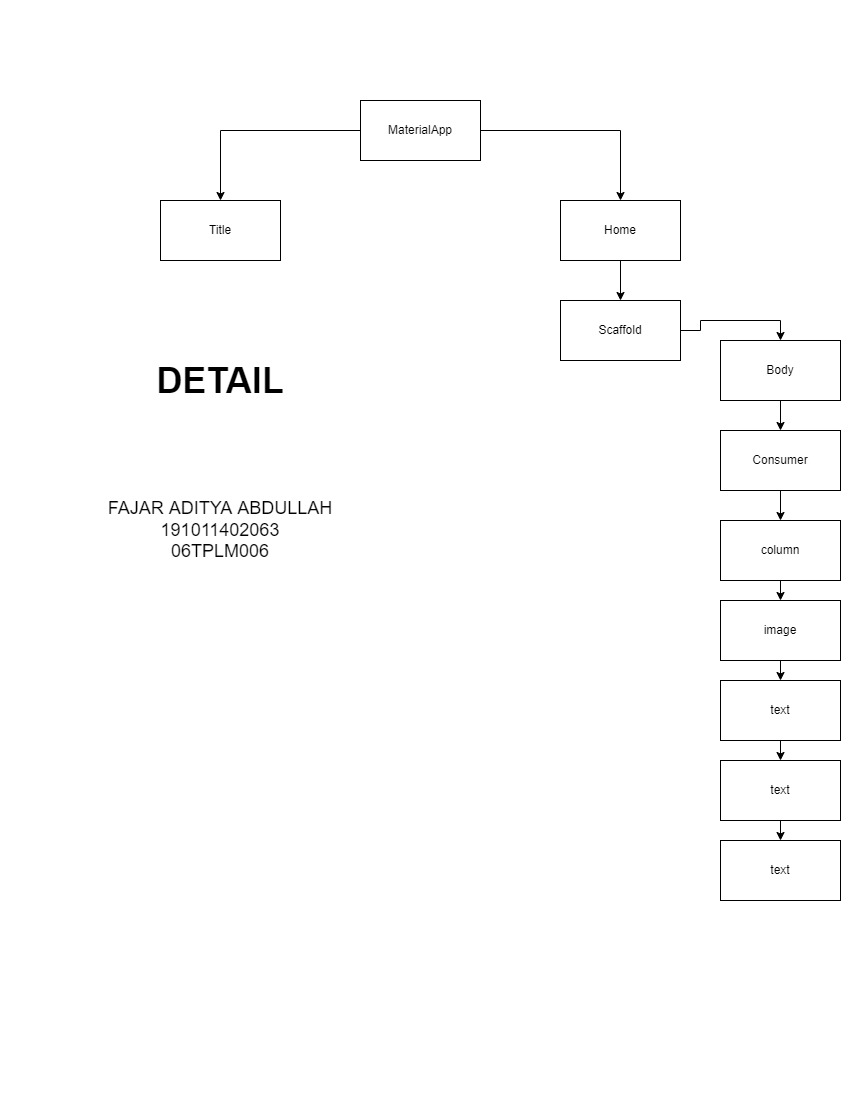 MaterialApp
Title
Home
Scaffold
Body
DETAIL
Consumer
FAJAR ADITYA ABDULLAH
191011402063
06TPLM006
column
image
text
text
text